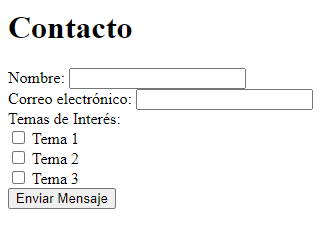 Contacto
Nombre:
Correo electrónico:
Temas de Interés:
Tema 1
Tema 2
Tema 3
Enviar Mensaje